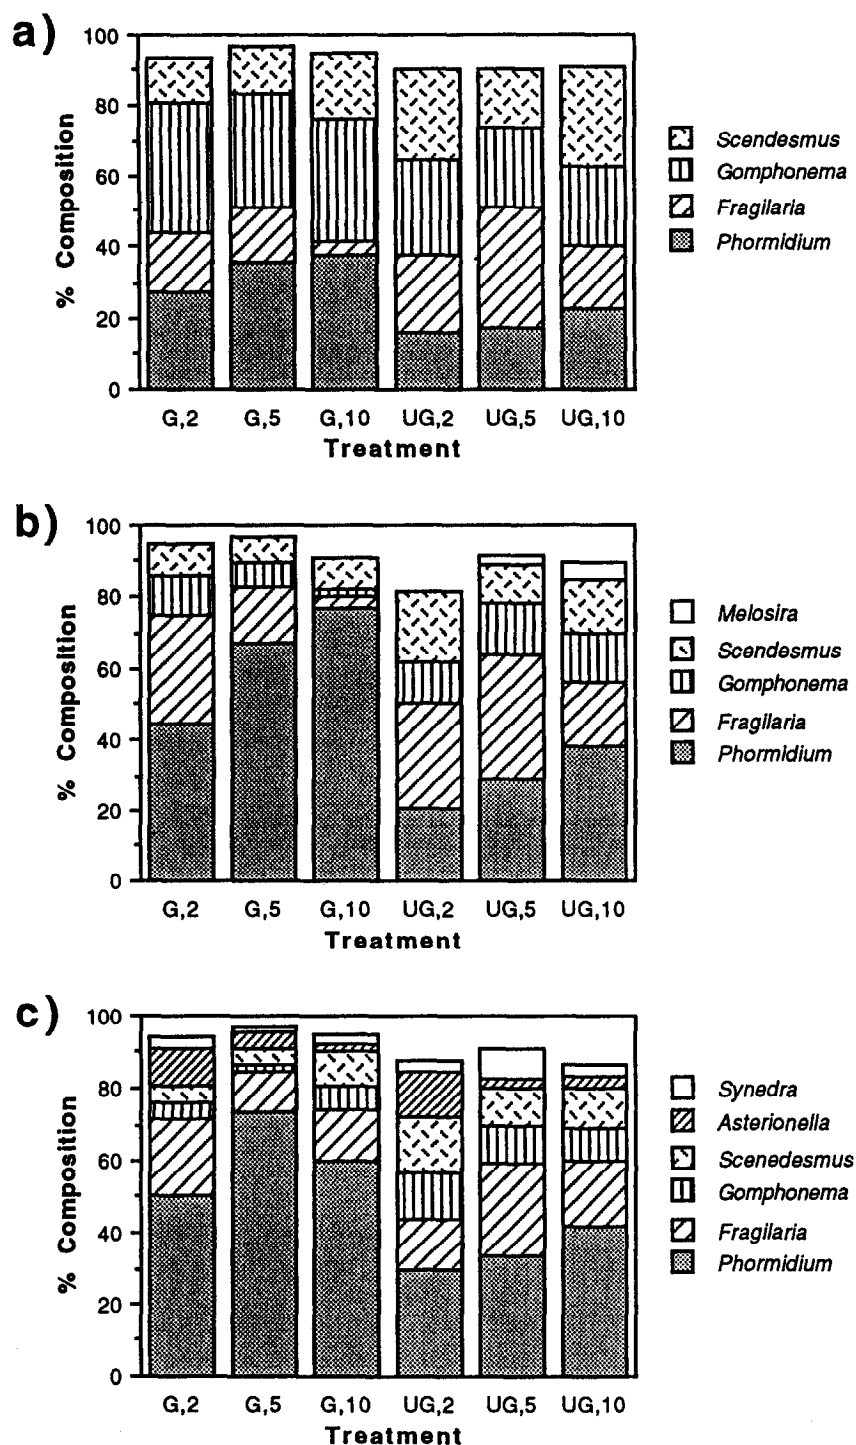 a)
100
80
60
40
20
0
% Composition
G,2 G,5 G,10 UG,2 UG,5 UG,10
Treatment
Scendesmus
Gomphonema
Fragilaria
Phormidium
b)
100
80
60
40
20
0
% Composition
G,2 G,5 G,10 UG,2 UG,5 UG,10
Treatment
Melosira
Scendesmus
Gomphonema
Fragilaria
Phormidium
c)
100
80
60
40
20
0
% Composition
G,2 G,5 G,10 UG,2 UG,5 UG,10
Treatment
Synedra
Asterionella
Scenedesmus
Gomphonema
Fragilaria
Phormidium